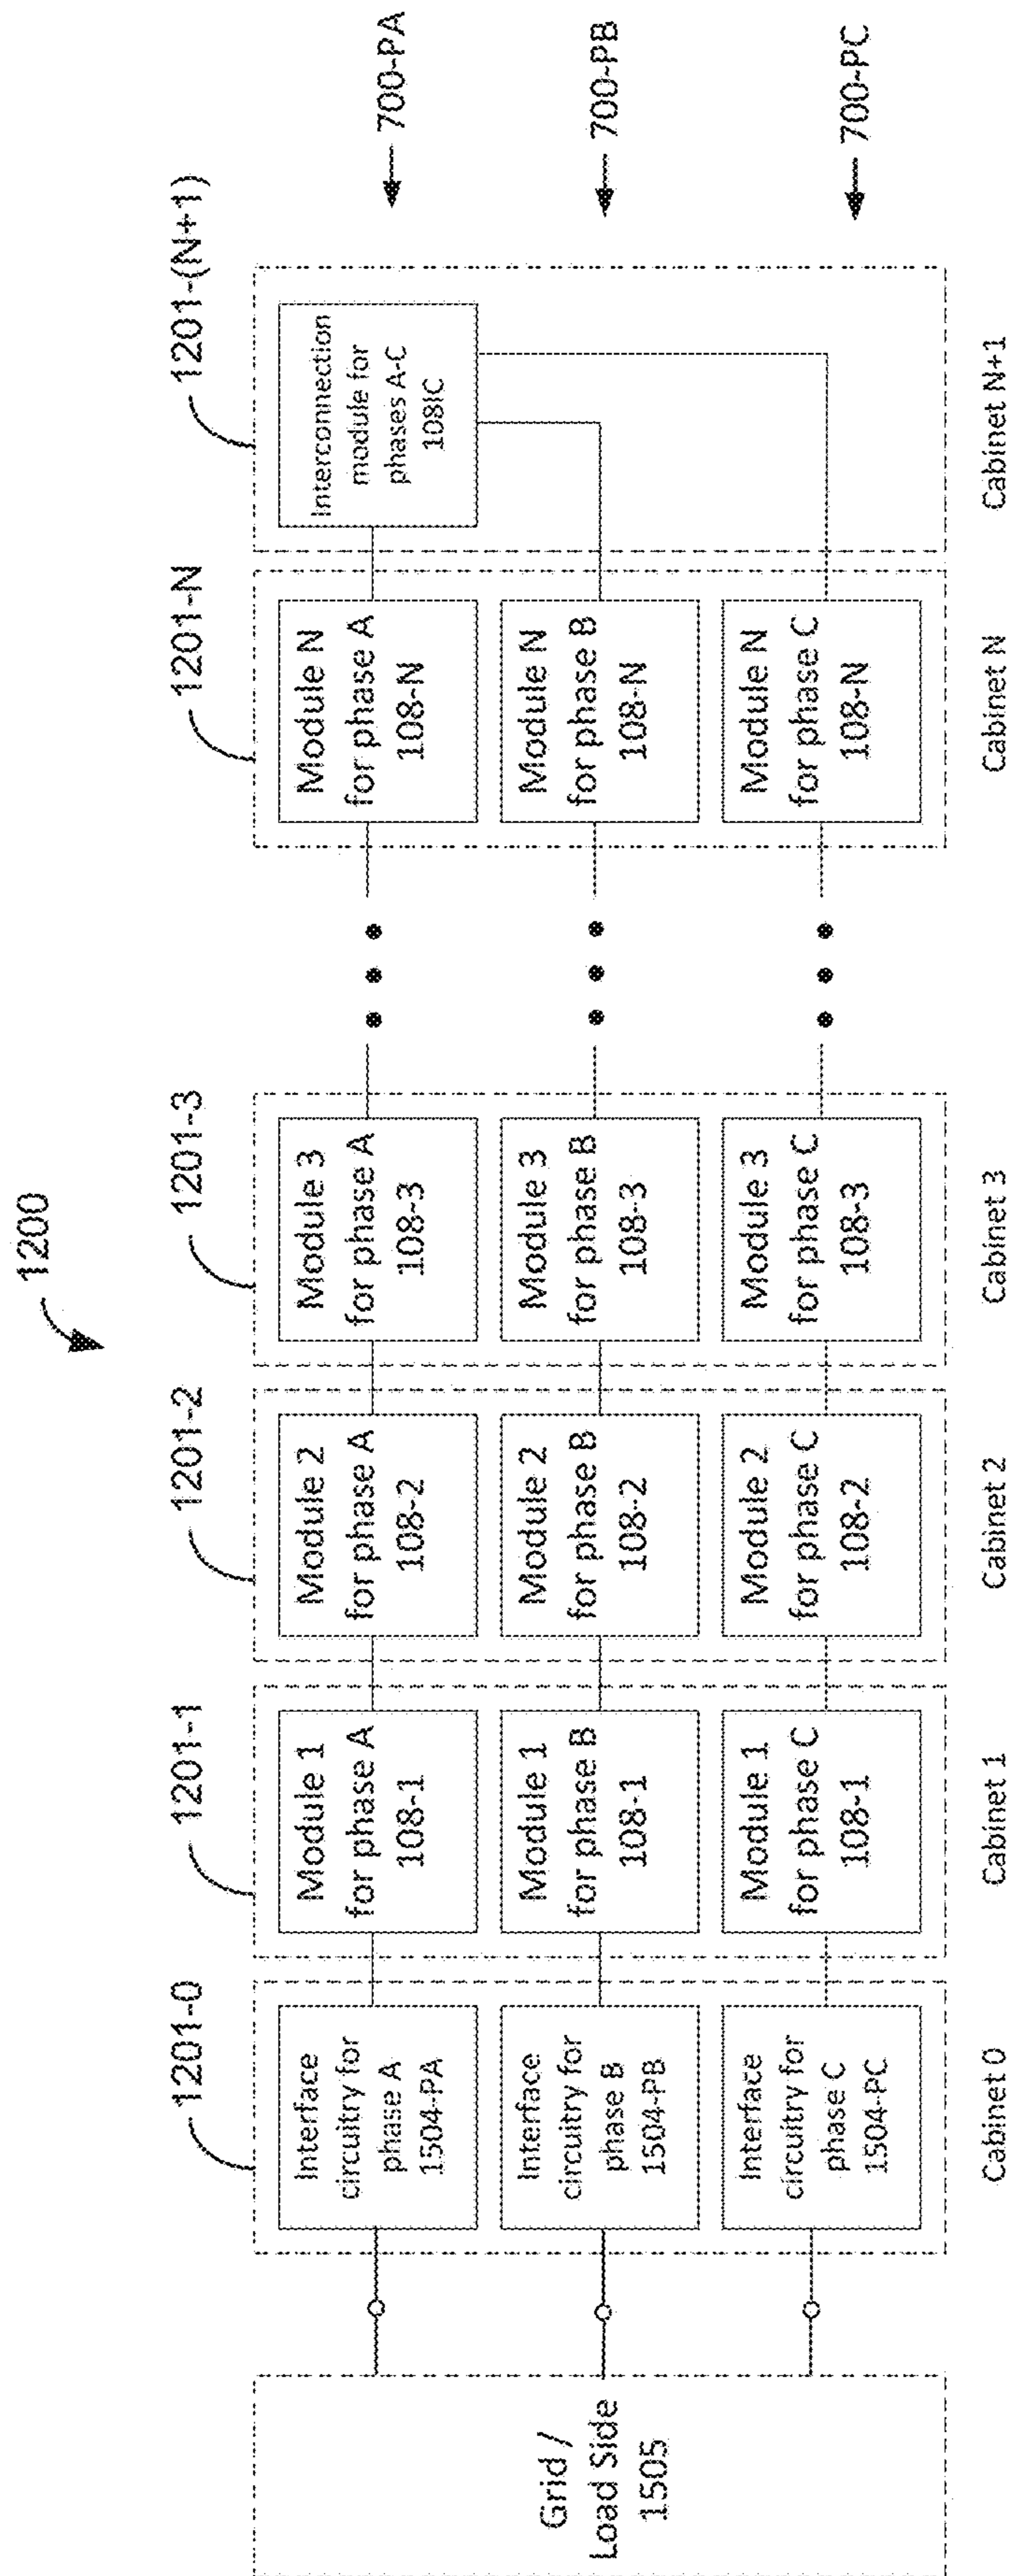 1200
1201-0
1201-1
1201-2
1201-3
1201-N
1201-(N+1)
Grid /
Load Side
1505
Interface
circuitry for
phase A
1504-PA
Interface
circuitry for
phase B
1504-PB
Interface
circuitry for
phase C
1504-PC
Module 1
for phase A
108-1
Module 1
for phase B
108-1
Module 1
for phase C
108-1
Module 2
for phase A
108-2
Module 2
for phase B
108-2
Module 2
for phase C
108-2
Module 3
for phase A
108-3
Module 3
for phase B
108-3
Module 3
for phase C
108-3
Module N
for phase A
108-N
Module N
for phase B
108-N
Module N
for phase C
108-N
Interconnection
module for
phases A-C
108IC
700-PA
700-PB
700-PC
Cabinet 0
Cabinet 1
Cabinet 2
Cabinet 3
Cabinet N
Cabinet N+1